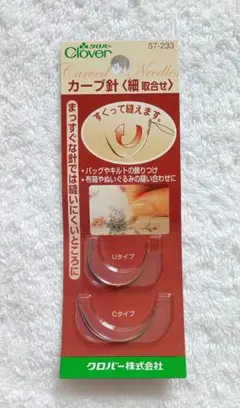 クロバー
Clover
57-233
Curved Needles
カーブ針〈細 取合せ〉
まっすぐな針では縫いにくいところに
すくって縫えます。
・バッグやキルトの飾りつけ
・布箱やぬいぐるみの縫い合わせに
Uタイプ
Cタイプ
クロバー株式会社